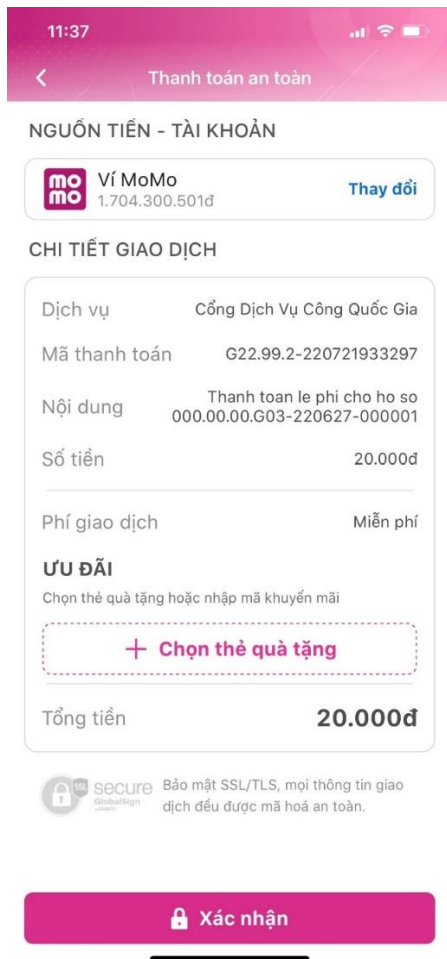 11:37
Thanh toán an toàn
NGUỒN TIỀN - TÀI KHOẢN
mo
mo
Ví MoMo
1.704.300.501đ
Thay đổi
CHI TIẾT GIAO DỊCH
Dịch vụ
Cổng Dịch Vụ Công Quốc Gia
Mã thanh toán
G22.99.2-220721933297
Nội dung
Thanh toan le phi cho ho so
000.00.00.G03-220627-000001
Số tiền
20.000đ
Phí giao dịch
Miễn phí
ƯU ĐÃI
Chọn thẻ quà tặng hoặc nhập mã khuyến mãi
+ Chọn thẻ quà tặng
Tổng tiền
20.000đ
SSL
secure
GlobalSign
Bảo mật SSL/TLS, mọi thông tin giao
dịch đều được mã hoá an toàn.
Xác nhận